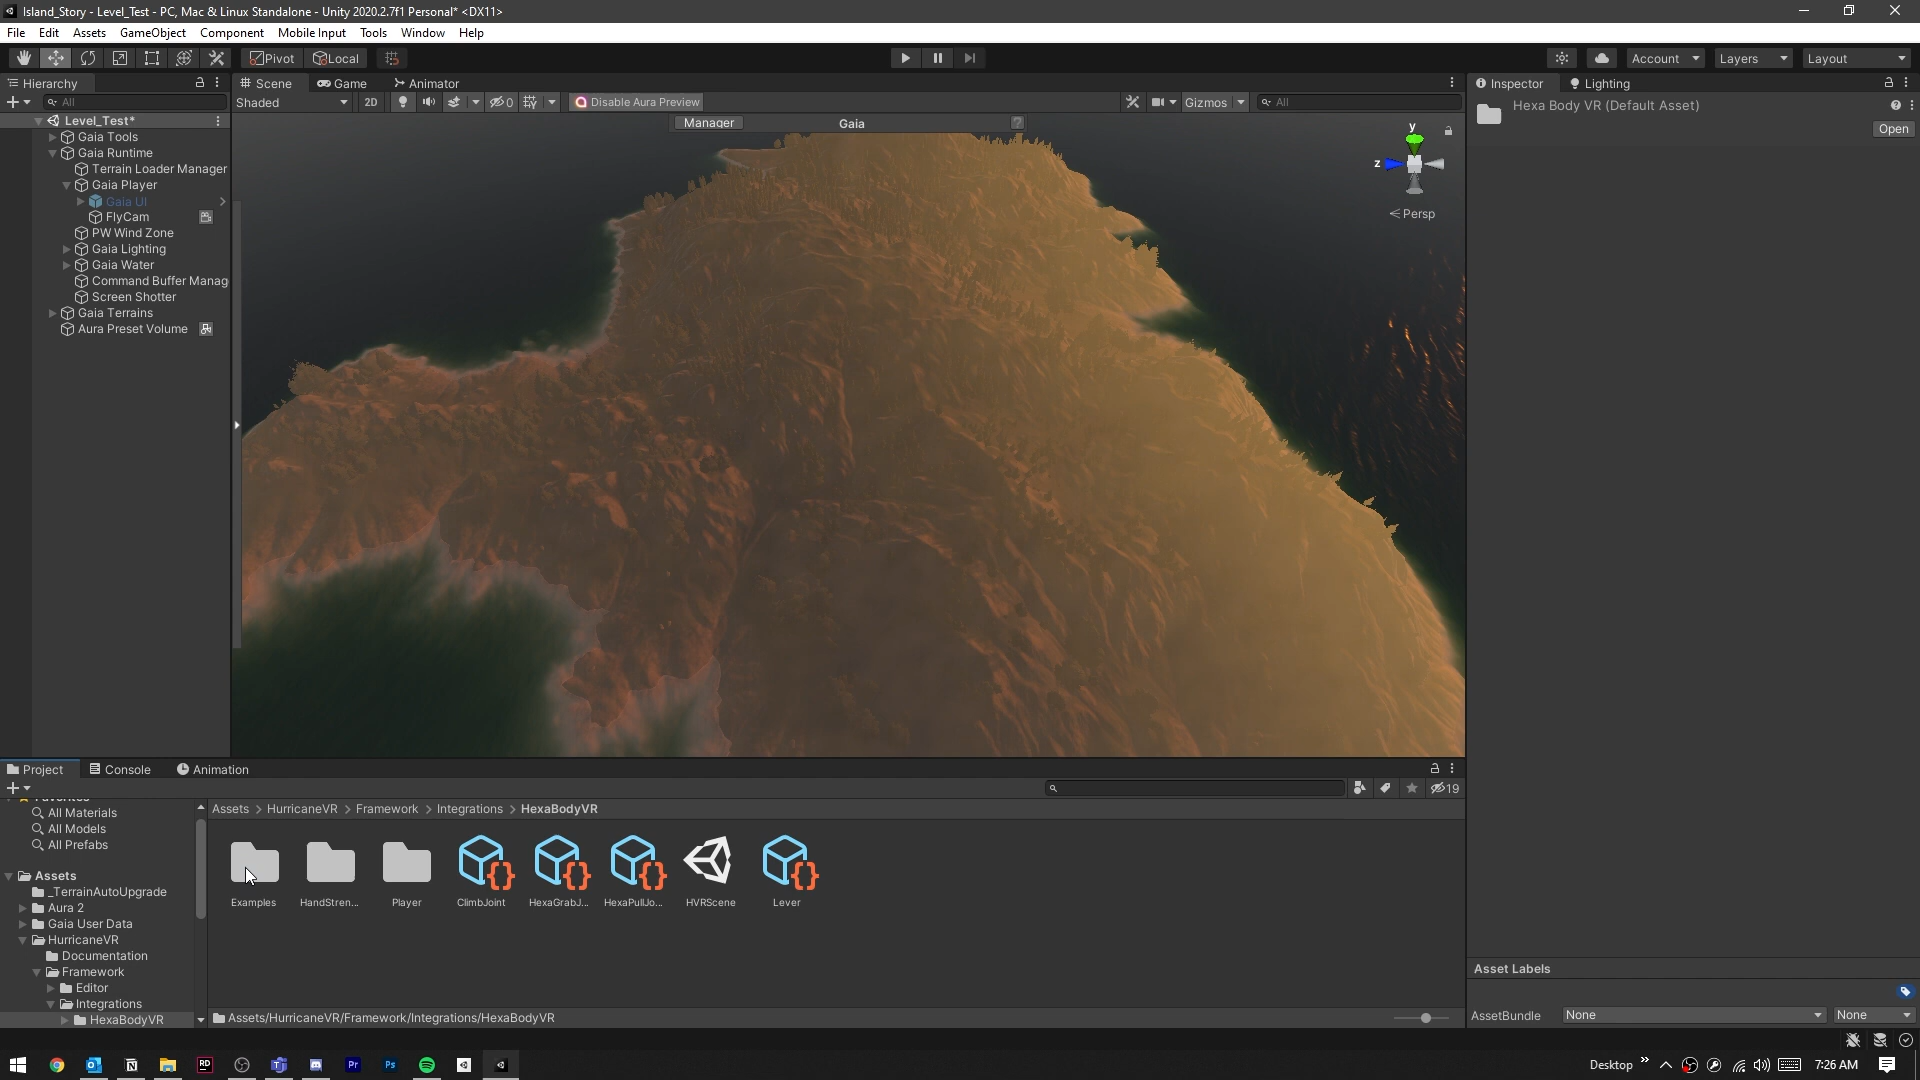 Island_Story - Level_Test - PC, Mac & Linux Standalone - Unity 2020.2.7f1 Personal* <DX11>
File Edit Assets GameObject Component Mobile Input Tools Window Help
Pivot Local Account Layers Layout
Hierarchy
All
Level_Test*
Gaia Tools
Gaia Runtime
Terrain Loader Manager
Gaia Player
Gaia UI
FlyCam
PW Wind Zone
Gaia Lighting
Gaia Water
Command Buffer Manag
Screen Shotter
Gaia Terrains
Aura Preset Volume
Scene Game Animator
Shaded 2D 0 Disable Aura Preview Gizmos All
Manager Gaia ?
y
z
Persp
Inspector Lighting
Hexa Body VR (Default Asset)
Open
Asset Labels
AssetBundle None None
Project Console Animation
19
Favorites
All Materials
All Models
All Prefabs
Assets
_TerrainAutoUpgrade
Aura 2
Gaia User Data
HurricaneVR
Documentation
Framework
Editor
Integrations
HexaBodyVR
Assets > HurricaneVR > Framework > Integrations > HexaBodyVR
Examples HandStren... Player ClimbJoint HexaGrabJ... HexaPullJo... HVRScene Lever
Assets/HurricaneVR/Framework/Integrations/HexaBodyVR
Desktop 7:26 AM